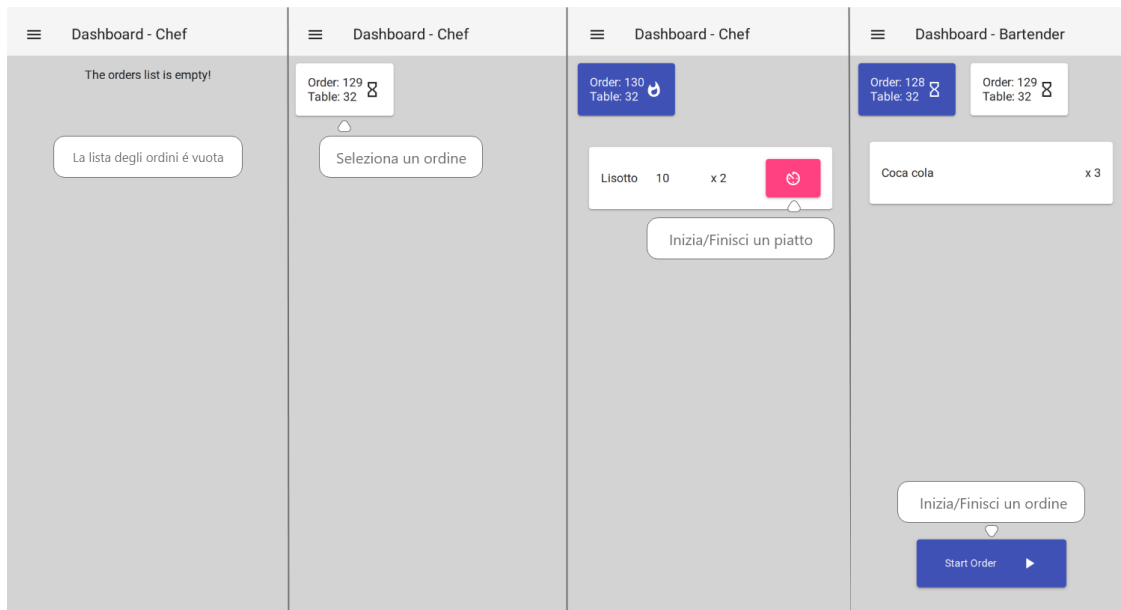 Dashboard - Chef
The orders list is empty!
La lista degli ordini é vuota
Dashboard - Chef
Order: 129
Table: 32
Seleziona un ordine
Dashboard - Chef
Order: 130
Table: 32
Lisotto 10 x 2
Inizia/Finisci un piatto
Dashboard - Bartender
Order: 128
Table: 32
Order: 129
Table: 32
Coca cola x 3
Inizia/Finisci un ordine
Start Order